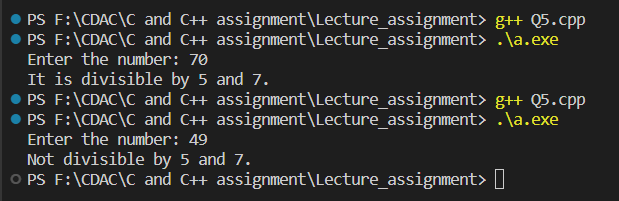 PS F:\CDAC\C and C++ assignment\Lecture_assignment> g++ Q5.cpp
PS F:\CDAC\C and C++ assignment\Lecture_assignment> .\a.exe
Enter the number: 70
It is divisible by 5 and 7.
PS F:\CDAC\C and C++ assignment\Lecture_assignment> g++ Q5.cpp
PS F:\CDAC\C and C++ assignment\Lecture_assignment> .\a.exe
Enter the number: 49
Not divisible by 5 and 7.
PS F:\CDAC\C and C++ assignment\Lecture_assignment>